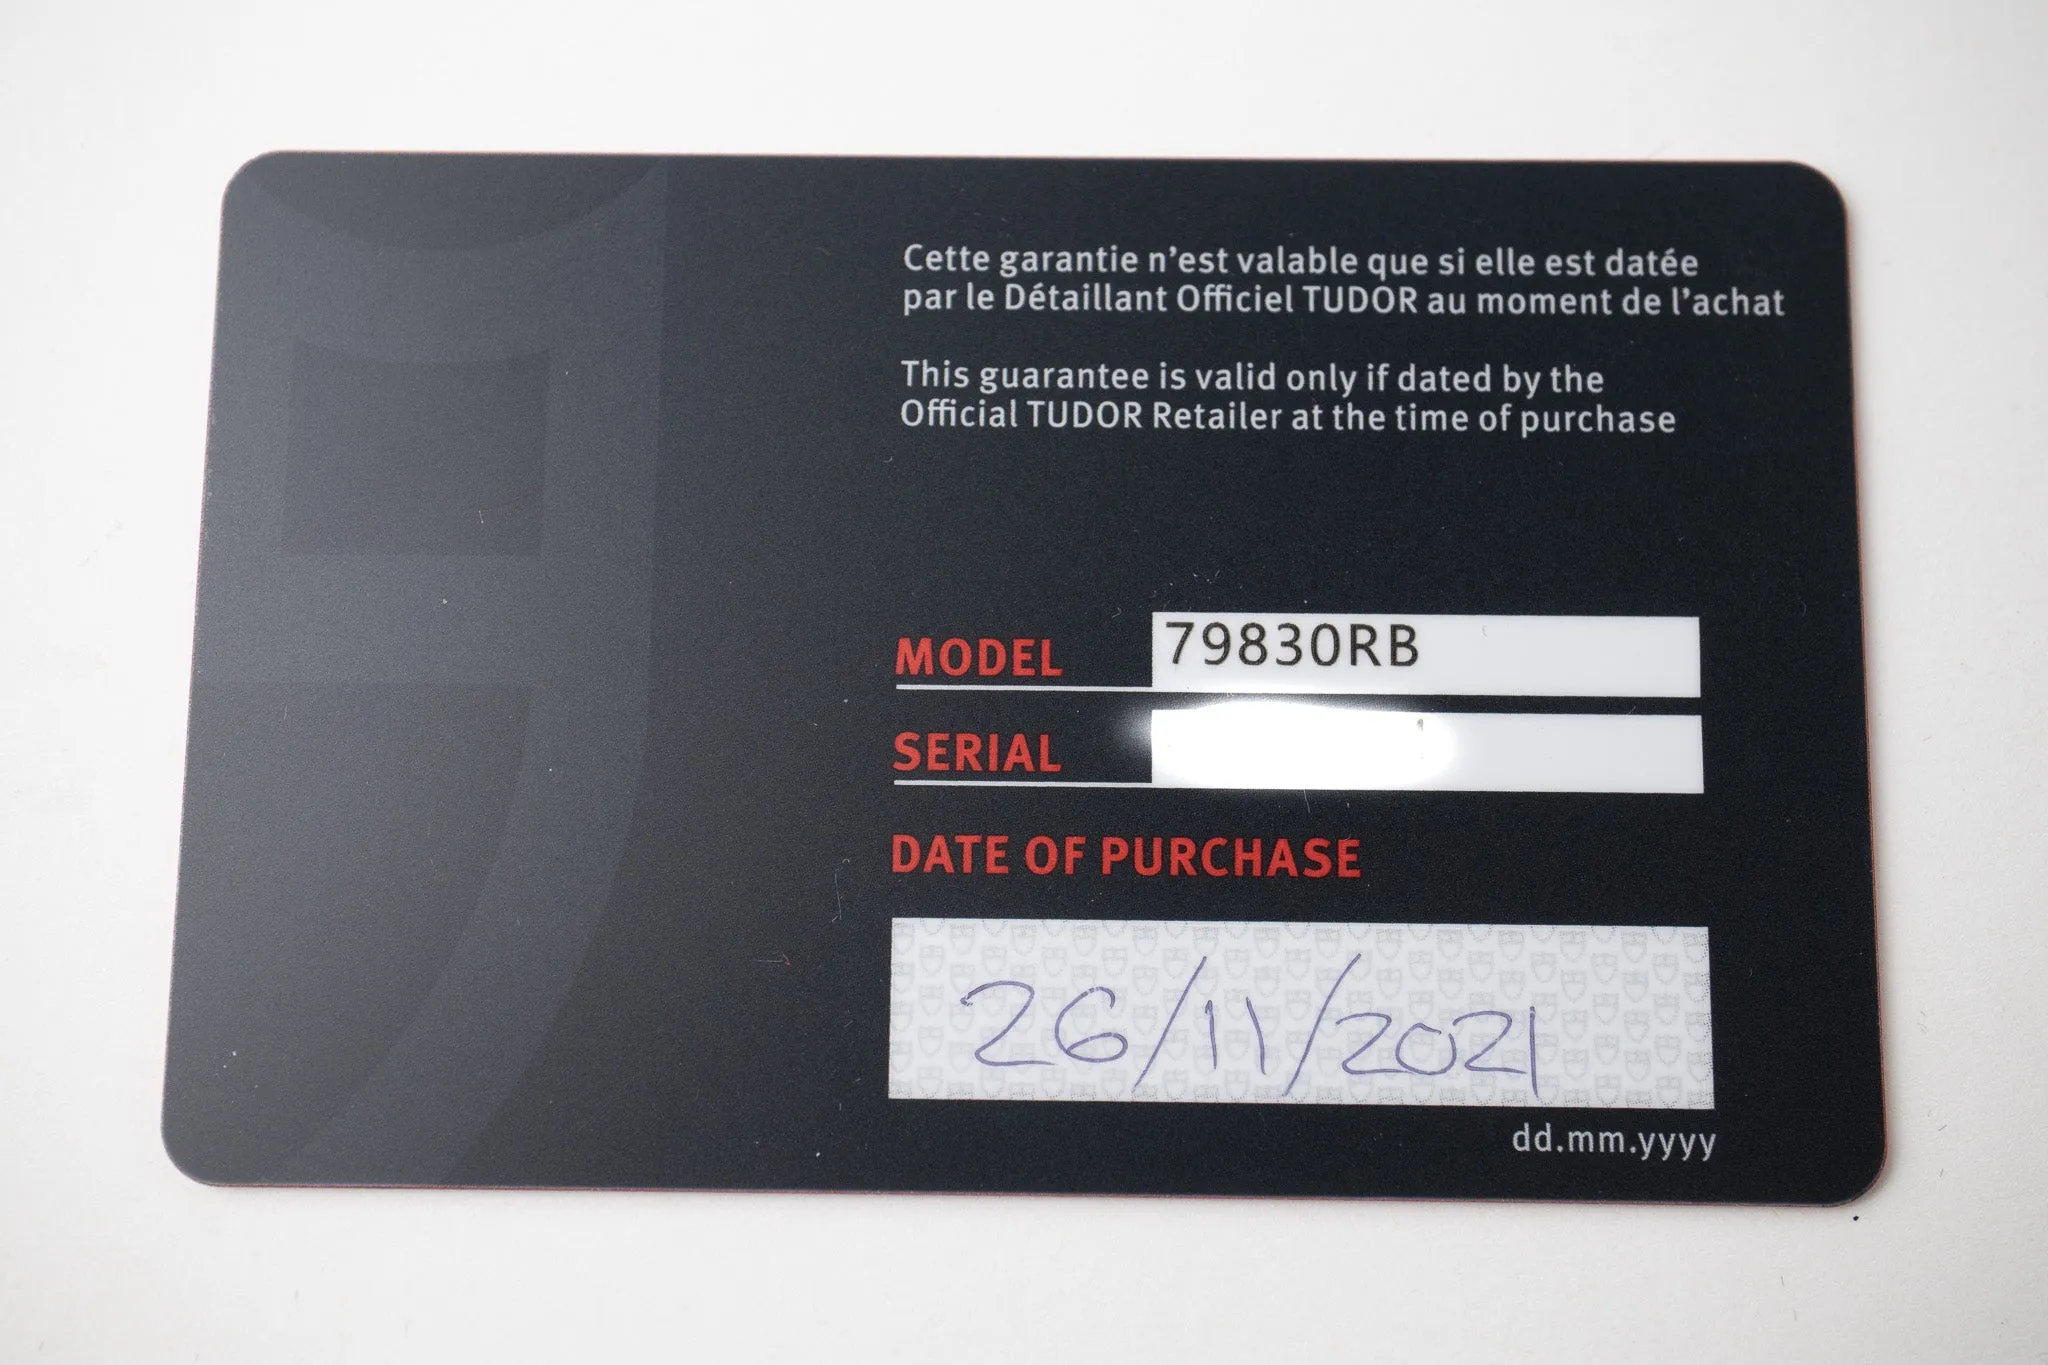 Cette garantie n'est valable que si elle est datée
par le Détaillant Officiel TUDOR au moment de l'achat
This guarantee is valid only if dated by the
Official TUDOR Retailer at the time of purchase
MODEL 79830RB
SERIAL
DATE OF PURCHASE
26/11/2021
dd.mm.yyyy